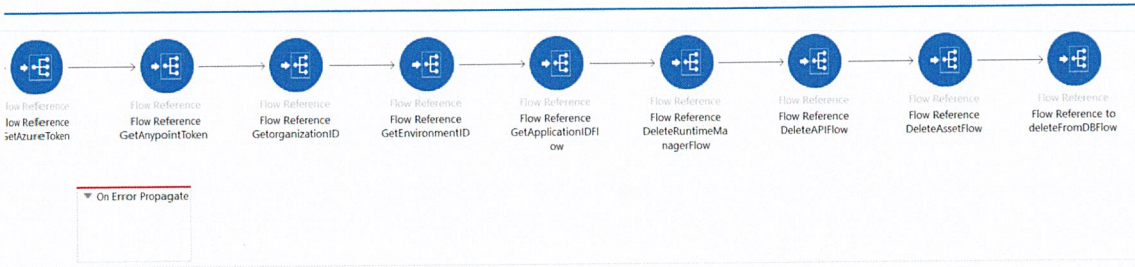 Flow Reference
Flow Reference
Flow Reference
Flow Reference
Flow Reference
Flow Reference
Flow Reference
Flow Reference
Flow Reference
low Reference
GetAzureToken
Flow Reference
GetAnypointToken
Flow Reference
GetorganizationID
Flow Reference
GetEnvironmentID
Flow Reference
GetApplicationIDFl
ow
Flow Reference
DeleteRuntimeMa
nagerFlow
Flow Reference
DeleteAPIFlow
Flow Reference
DeleteAssetFlow
Flow Reference to
deleteFromDBFlow
On Error Propagate